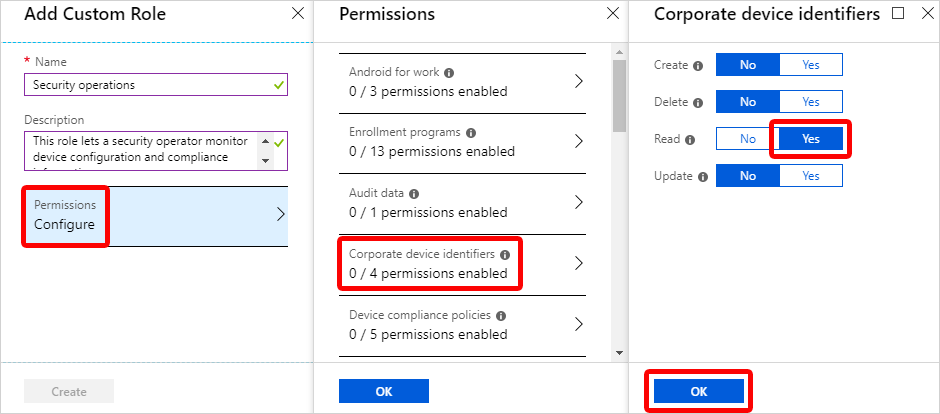 Add Custom Role
* Name
Security operations
Description
This role lets a security operator monitor
device configuration and compliance
Permissions
Configure
Create
Permissions
Android for work
0 / 3 permissions enabled
Enrollment programs
0 / 13 permissions enabled
Audit data
0 / 1 permissions enabled
Corporate device identifiers
0 / 4 permissions enabled
Device compliance policies
0 / 5 permissions enabled
OK
Corporate device identifiers
Create No Yes
Delete No Yes
Read No Yes
Update No Yes
OK